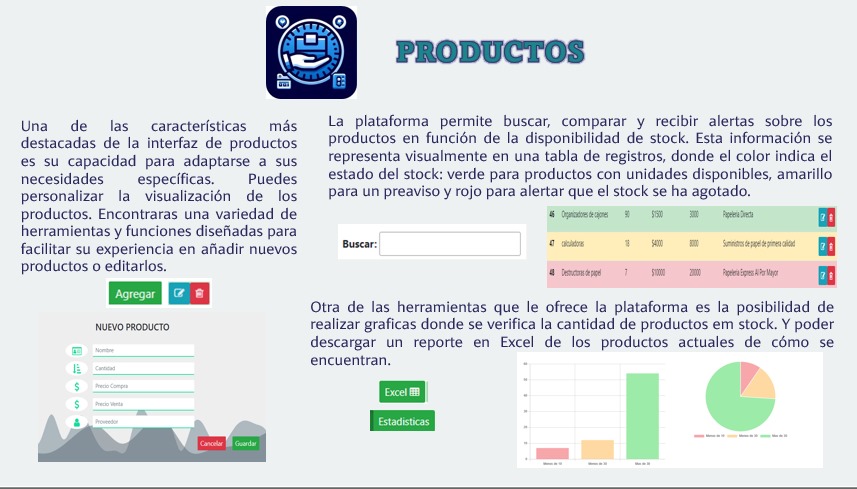 PRODUCTOS
Una de las características más
destacadas de la interfaz de productos
es su capacidad para adaptarse a sus
necesidades específicas. Puedes
personalizar la visualización de los
productos. Encontraras una variedad de
herramientas y funciones diseñadas para
facilitar su experiencia en añadir nuevos
productos o editarlos.
Agregar
NUEVO PRODUCTO
Nombre
Cantidad
Precio Compra
Precio Venta
Proveedor
Cancelar Guardar
La plataforma permite buscar, comparar y recibir alertas sobre los
productos en función de la disponibilidad de stock. Esta información se
representa visualmente en una tabla de registros, donde el color indica el
estado del stock: verde para productos con unidades disponibles, amarillo
para un preaviso y rojo para alertar que el stock se ha agotado.
Buscar:
46 Organizadores de cajones 90 $1500 3000 Papeleria Directa
47 calculadoras 18 $4000 8000 Suministros de papel de primera calidad
48 Destructoras de papel 7 $10000 20000 Papeleria Express Al Por Mayor
Otra de las herramientas que le ofrece la plataforma es la posibilidad de
realizar graficas donde se verifica la cantidad de productos em stock. Y poder
descargar un reporte en Excel de los productos actuales de cómo se
encuentran.
Excel
Estadisticas